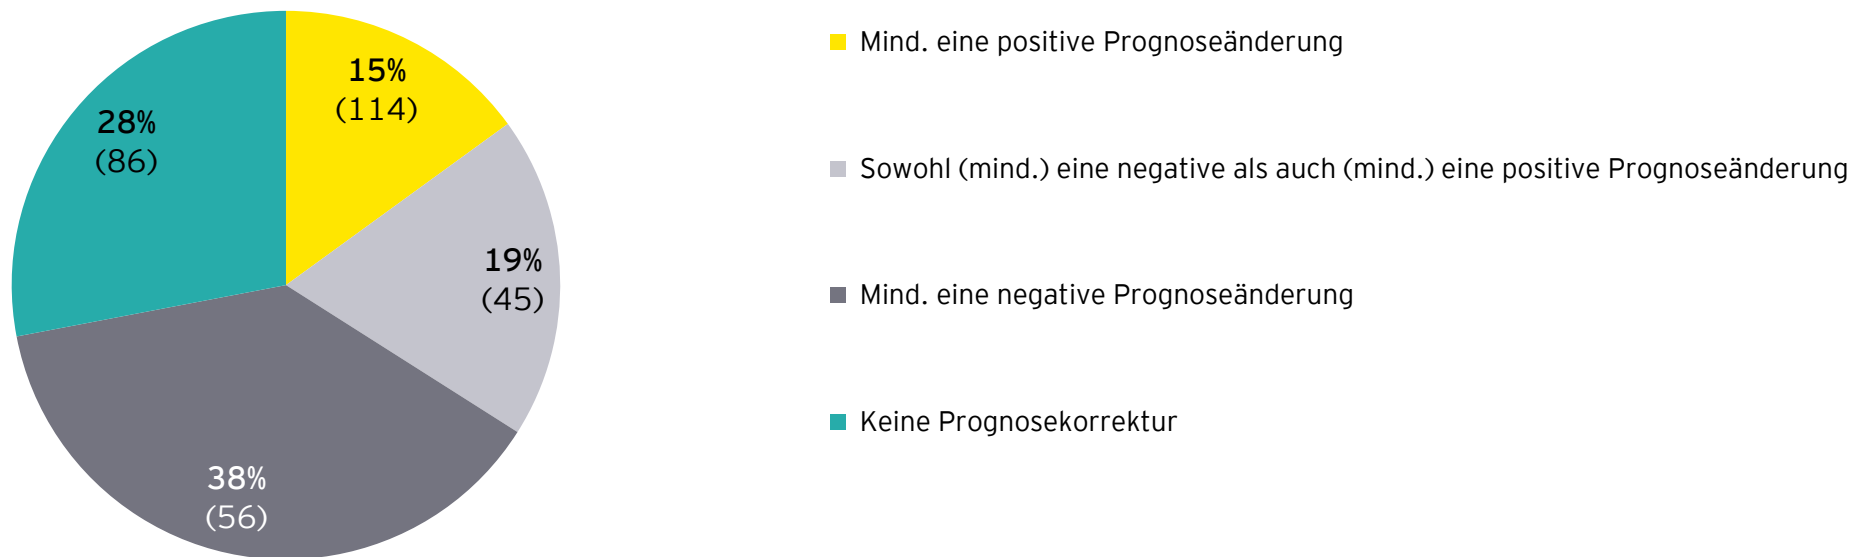 15%
(114)
28%
(86)
19%
(45)
38%
(56)
Mind. eine positive Prognoseänderung
Sowohl (mind.) eine negative als auch (mind.) eine positive Prognoseänderung
Mind. eine negative Prognoseänderung
Keine Prognosekorrektur